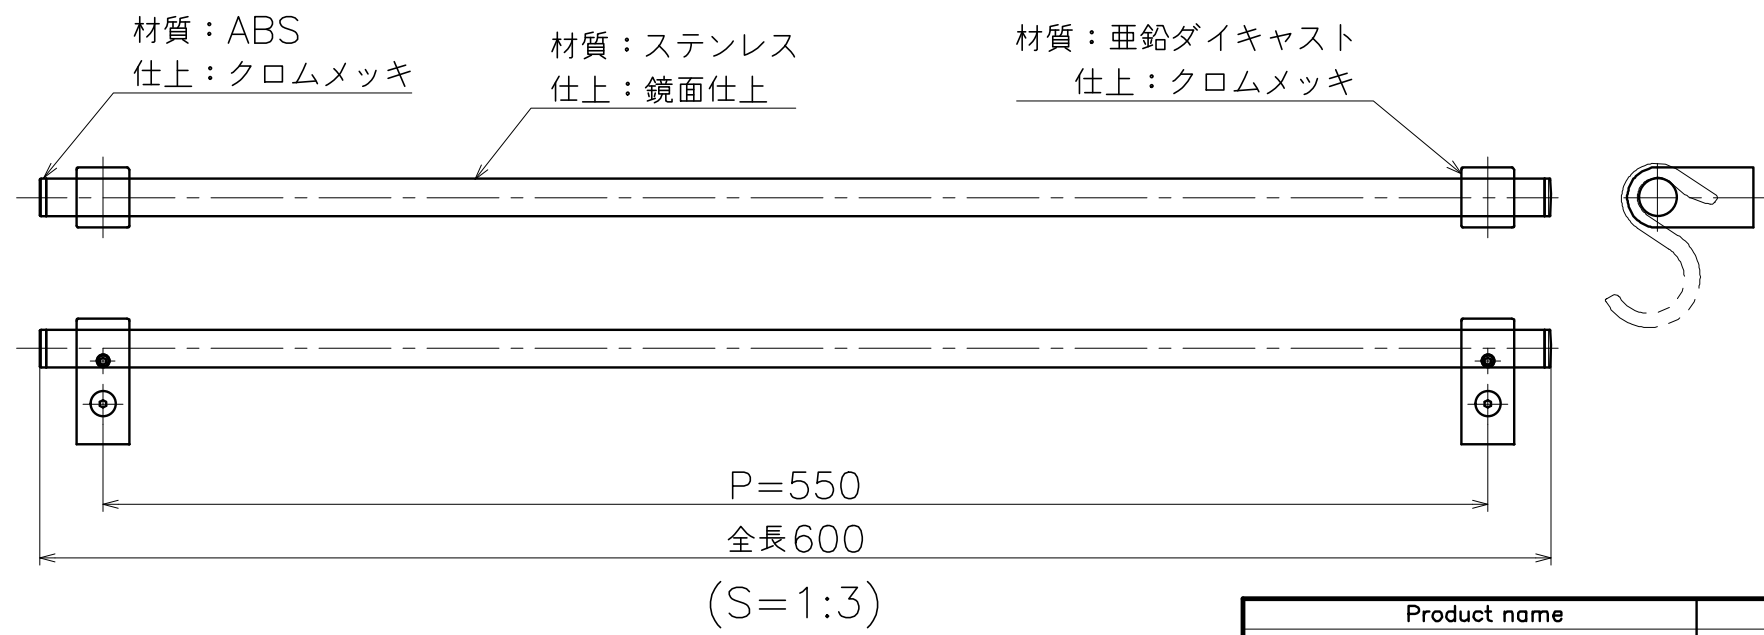 材質：ABS
仕上：クロムメッキ
材質：ステンレス
仕上：鏡面仕上
材質：亜鉛ダイキャスト
仕上：クロムメッキ
P=550
全長600
(S=1:3)
Product name